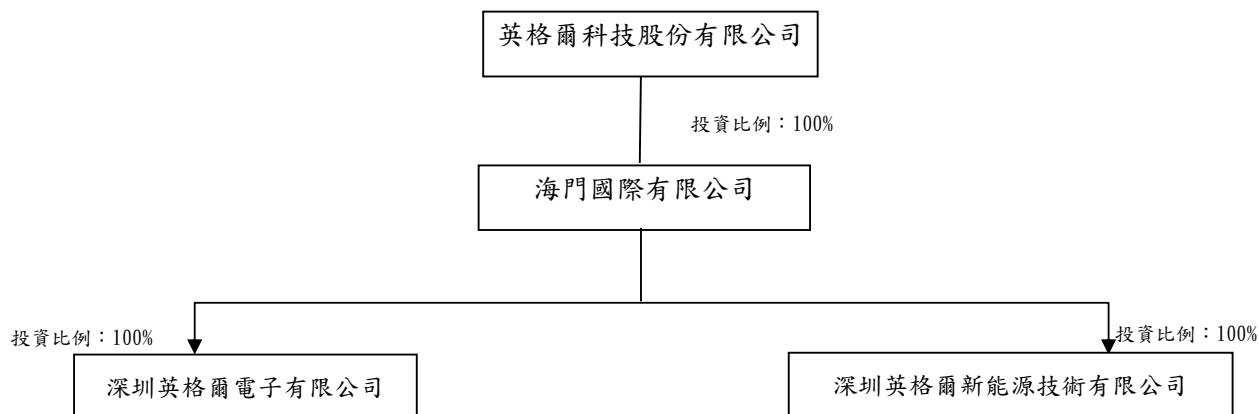 英格爾科技股份有限公司
投資比例：100%
海門國際有限公司
投資比例：100%
投資比例：100%
深圳英格爾電子有限公司
深圳英格爾新能源技術有限公司